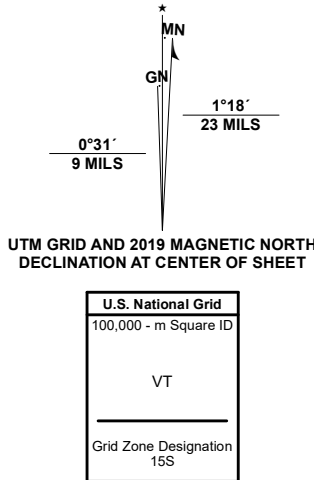 MN
GN
1°18´
23 MILS
0°31´
9 MILS
UTM GRID AND 2019 MAGNETIC NORTH
DECLINATION AT CENTER OF SHEET
U.S. National Grid
100,000 - m Square ID
VT
Grid Zone Designation
15S